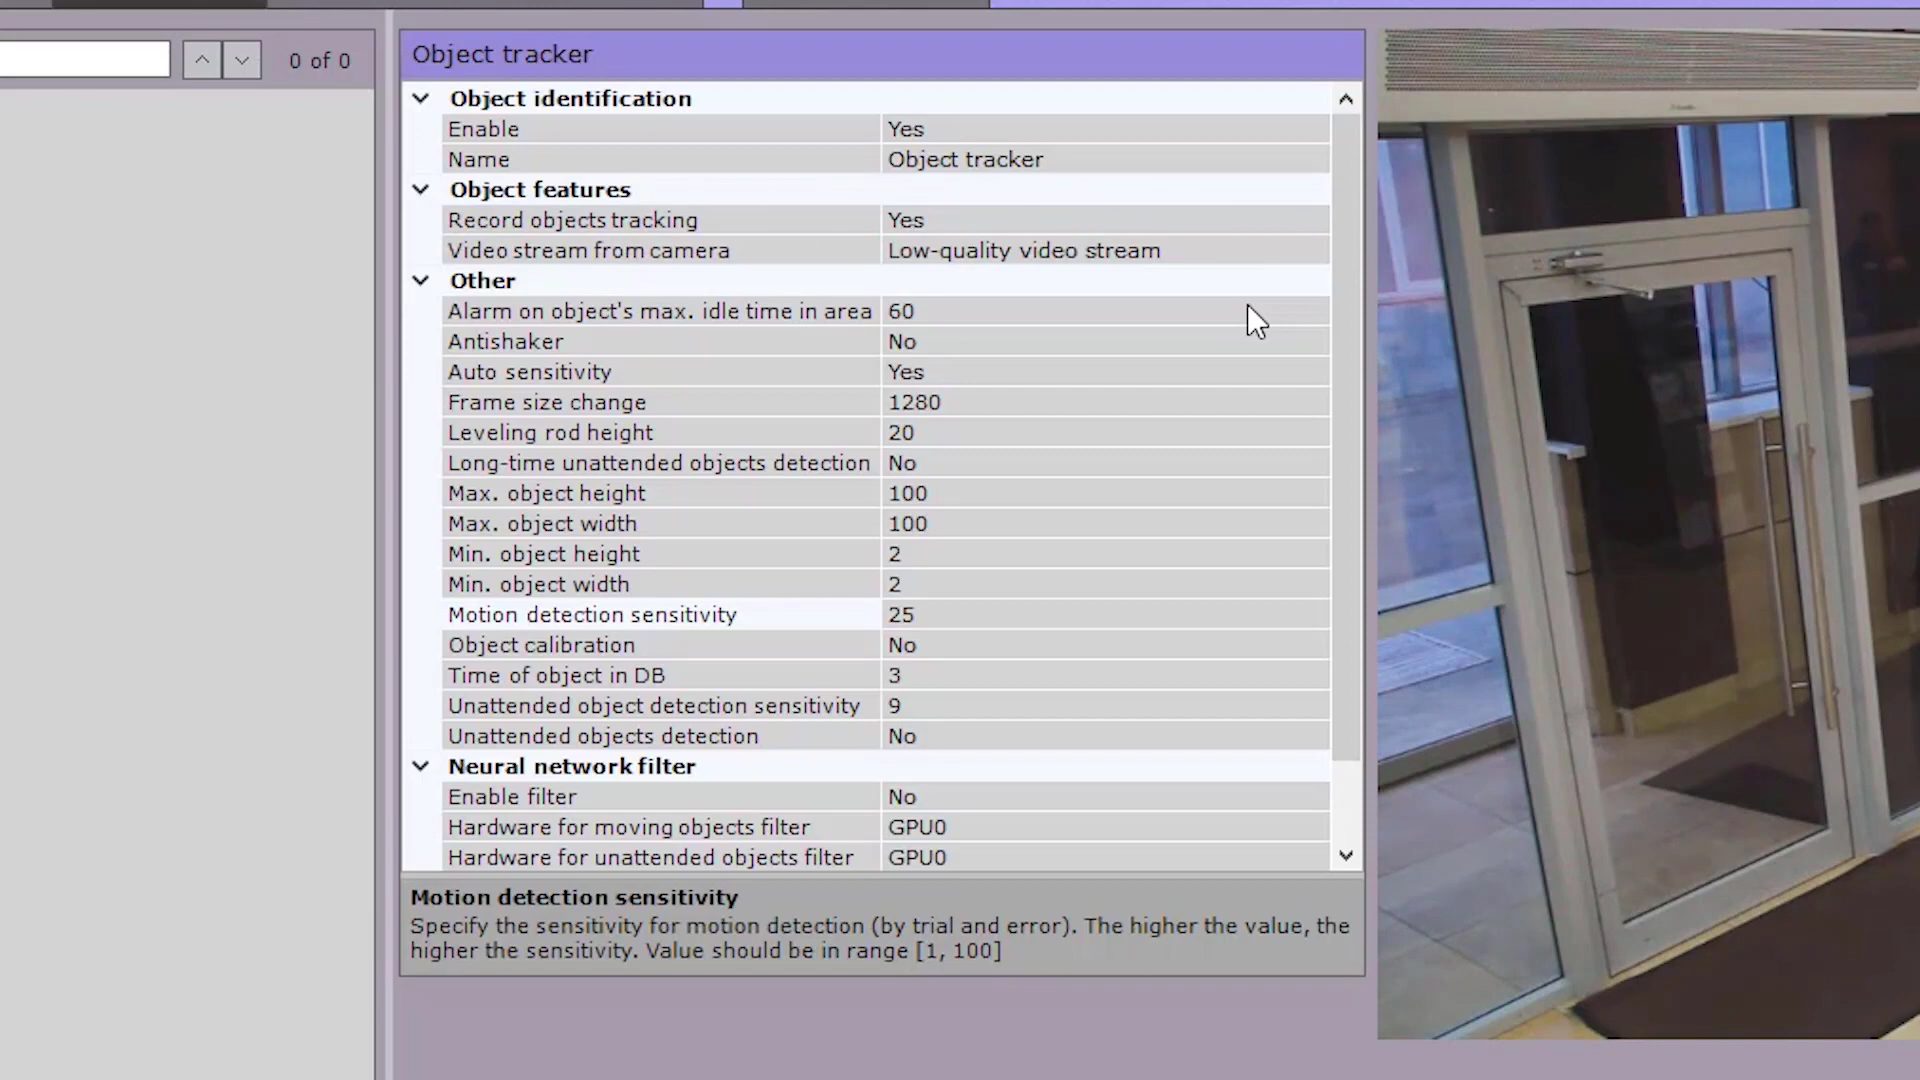 0 of 0
Object tracker
Object identification
Enable Yes
Name Object tracker
Object features
Record objects tracking Yes
Video stream from camera Low-quality video stream
Other
Alarm on object's max. idle time in area 60
Antishaker No
Auto sensitivity Yes
Frame size change 1280
Leveling rod height 20
Long-time unattended objects detection No
Max. object height 100
Max. object width 100
Min. object height 2
Min. object width 2
Motion detection sensitivity 25
Object calibration No
Time of object in DB 3
Unattended object detection sensitivity 9
Unattended objects detection No
Neural network filter
Enable filter No
Hardware for moving objects filter GPU0
Hardware for unattended objects filter GPU0
Motion detection sensitivity
Specify the sensitivity for motion detection (by trial and error). The higher the value, the
higher the sensitivity. Value should be in range [1, 100]